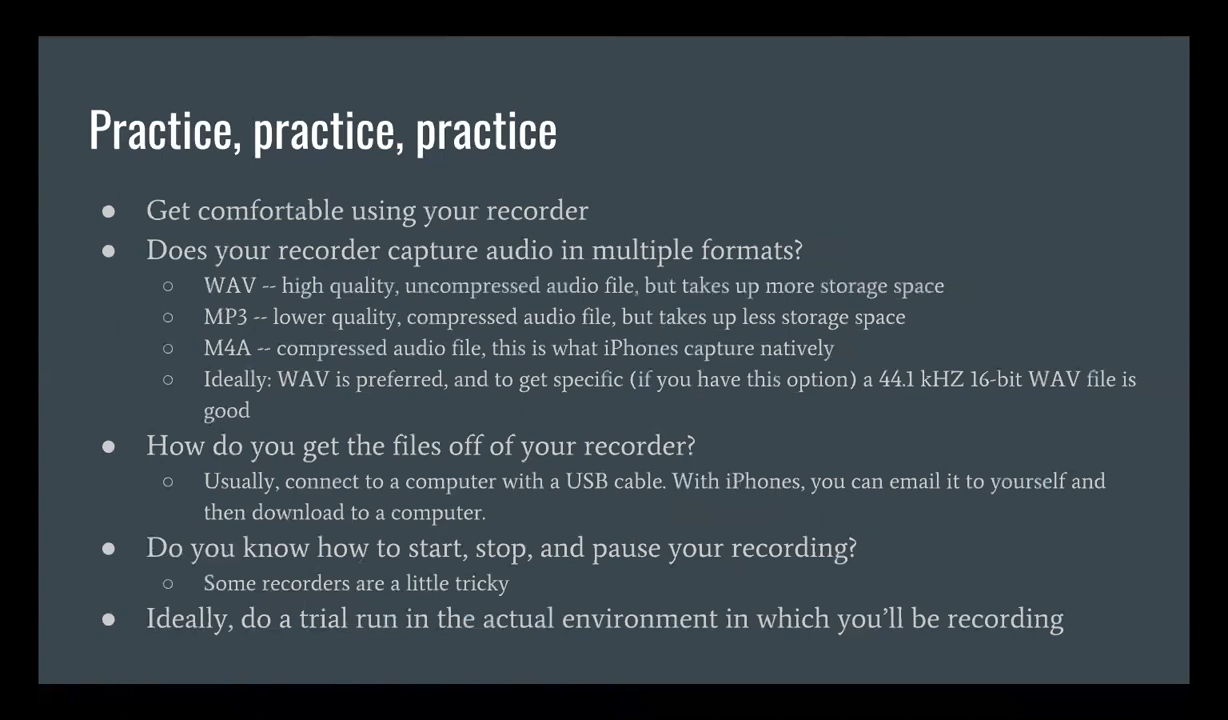 Practice, practice, practice
● Get comfortable using your recorder
● Does your recorder capture audio in multiple formats?
○ WAV -- high quality, uncompressed audio file, but takes up more storage space
○ MP3 -- lower quality, compressed audio file, but takes up less storage space
○ M4A -- compressed audio file, this is what iPhones capture natively
○ Ideally: WAV is preferred, and to get specific (if you have this option) a 44.1 kHZ 16-bit WAV file is
good
● How do you get the files off of your recorder?
○ Usually, connect to a computer with a USB cable. With iPhones, you can email it to yourself and
then download to a computer.
● Do you know how to start, stop, and pause your recording?
○ Some recorders are a little tricky
● Ideally, do a trial run in the actual environment in which you’ll be recording